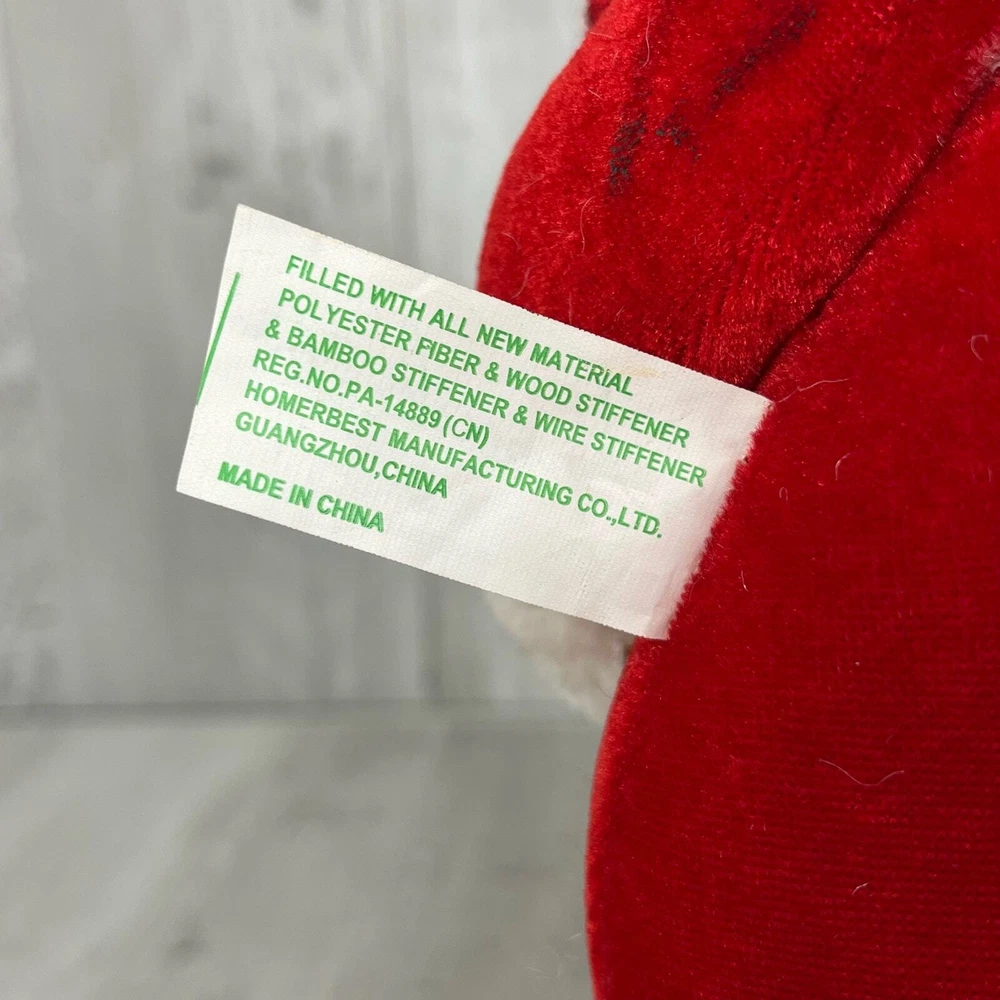 FILLED WITH ALL NEW MATERIAL
POLYESTER FIBER & WOOD STIFFENER
& BAMBOO STIFFENER & WIRE STIFFENER
REG.NO.PA-14889(CN)
HOMERBEST MANUFACTURING CO.,LTD.
GUANGZHOU,CHINA
MADE IN CHINA